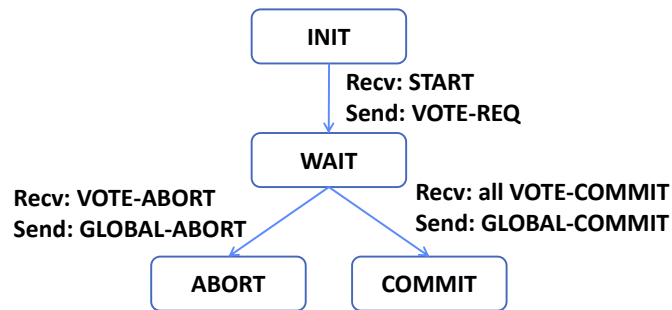 INIT
Recv: START
Send: VOTE-REQ
WAIT
Recv: VOTE-ABORT
Send: GLOBAL-ABORT
Recv: all VOTE-COMMIT
Send: GLOBAL-COMMIT
ABORT
COMMIT